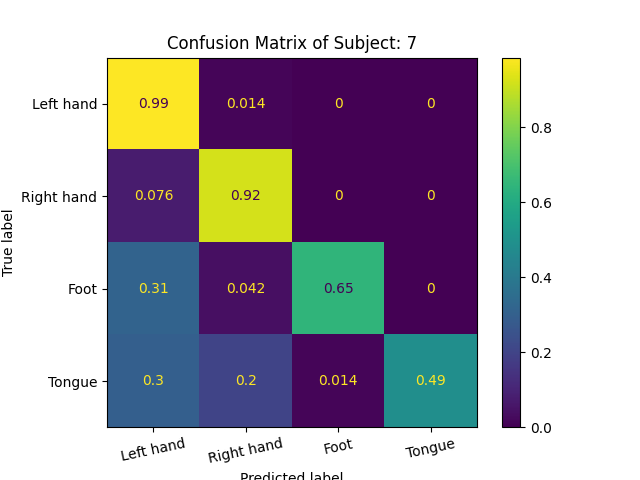 Confusion Matrix of Subject: 7
Left hand 0.99 0.014 0 0
Right hand 0.076 0.92 0 0
Foot 0.31 0.042 0.65 0
Tongue 0.3 0.2 0.014 0.49
Left hand Right hand Foot Tongue
Predicted label
True label
0.8
0.6
0.4
0.2
0.0